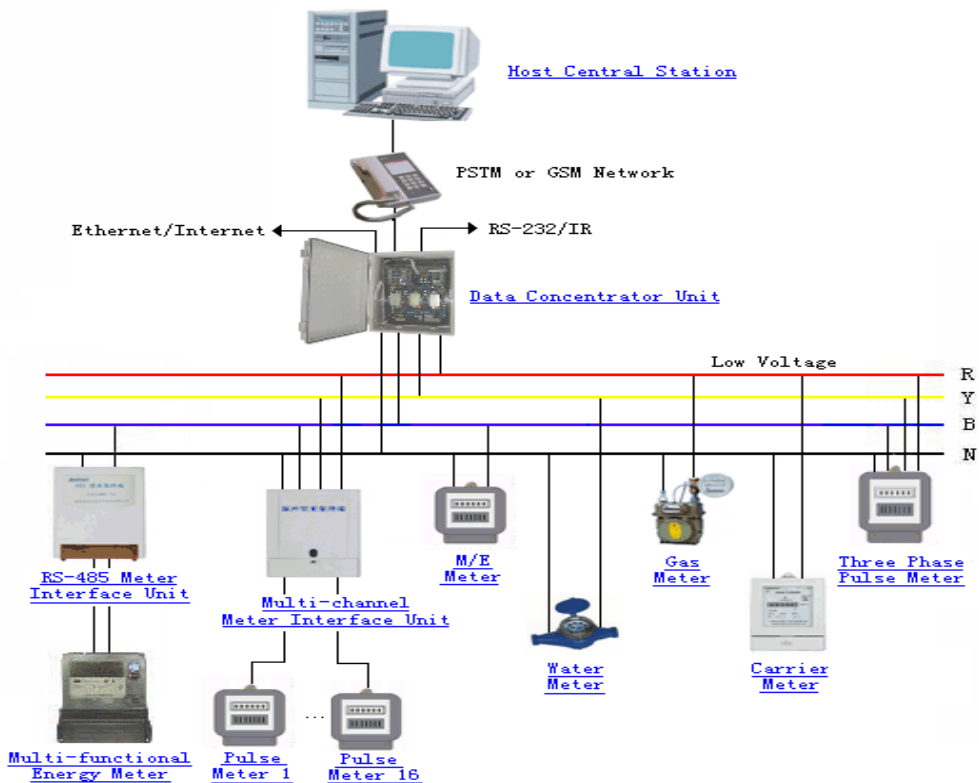 Host Central Station
PSTM or GSM Network
Ethernet/Internet
RS-232/IR
Data Concentrator Unit
Low Voltage
R
Y
B
N
RS-485 Meter
Interface Unit
Multi-channel
Meter Interface Unit
M/E
Meter
Gas
Meter
Three Phase
Pulse Meter
Water
Meter
Carrier
Meter
Multi-functional
Energy Meter
Pulse
Meter 1
...
Pulse
Meter 16